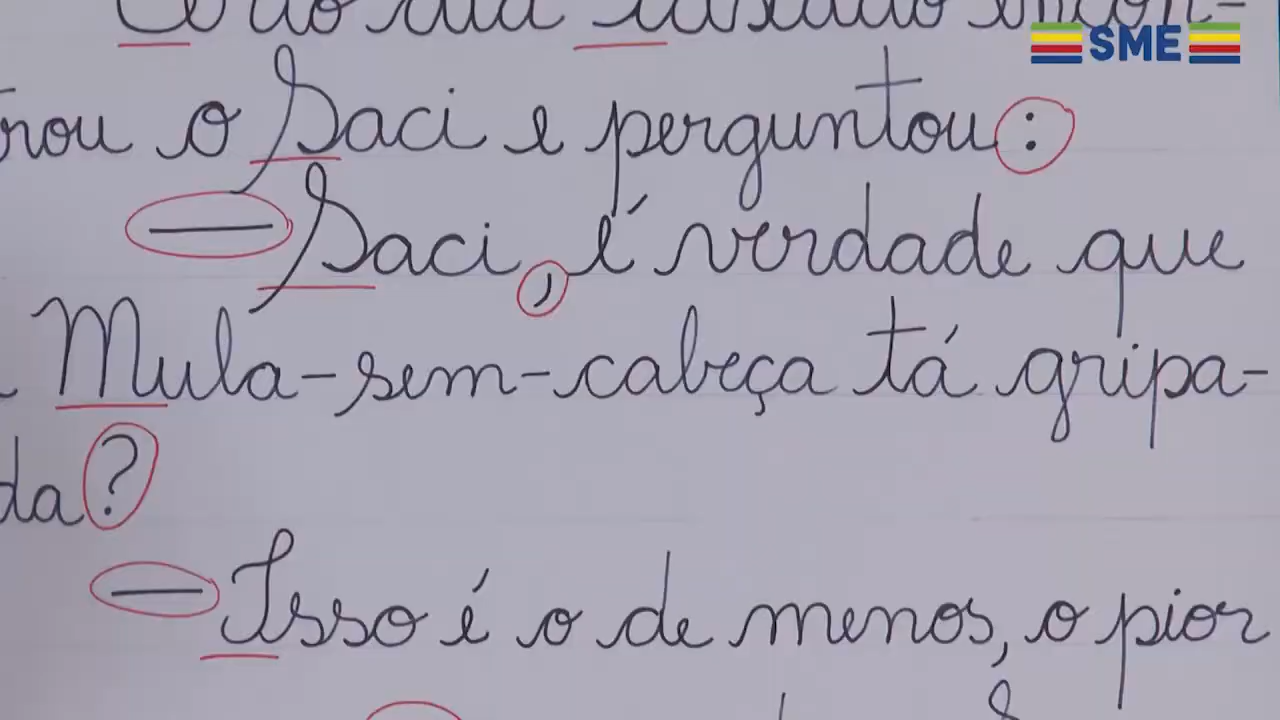 SME
rou o Saci e perguntou:
— Saci, é verdade que
Mula-sem-cabeça tá gripa-
da?
— Isso é o de menos, o pior